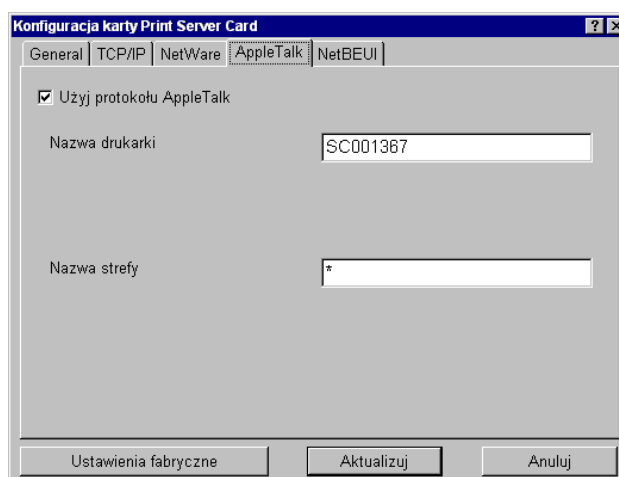 Konfiguracja karty Print Server Card
General TCP/IP NetWare AppleTalk NetBEUI
Użyj protokołu AppleTalk
Nazwa drukarki SC001367
Nazwa strefy *
Ustawienia fabryczne Aktualizuj Anuluj